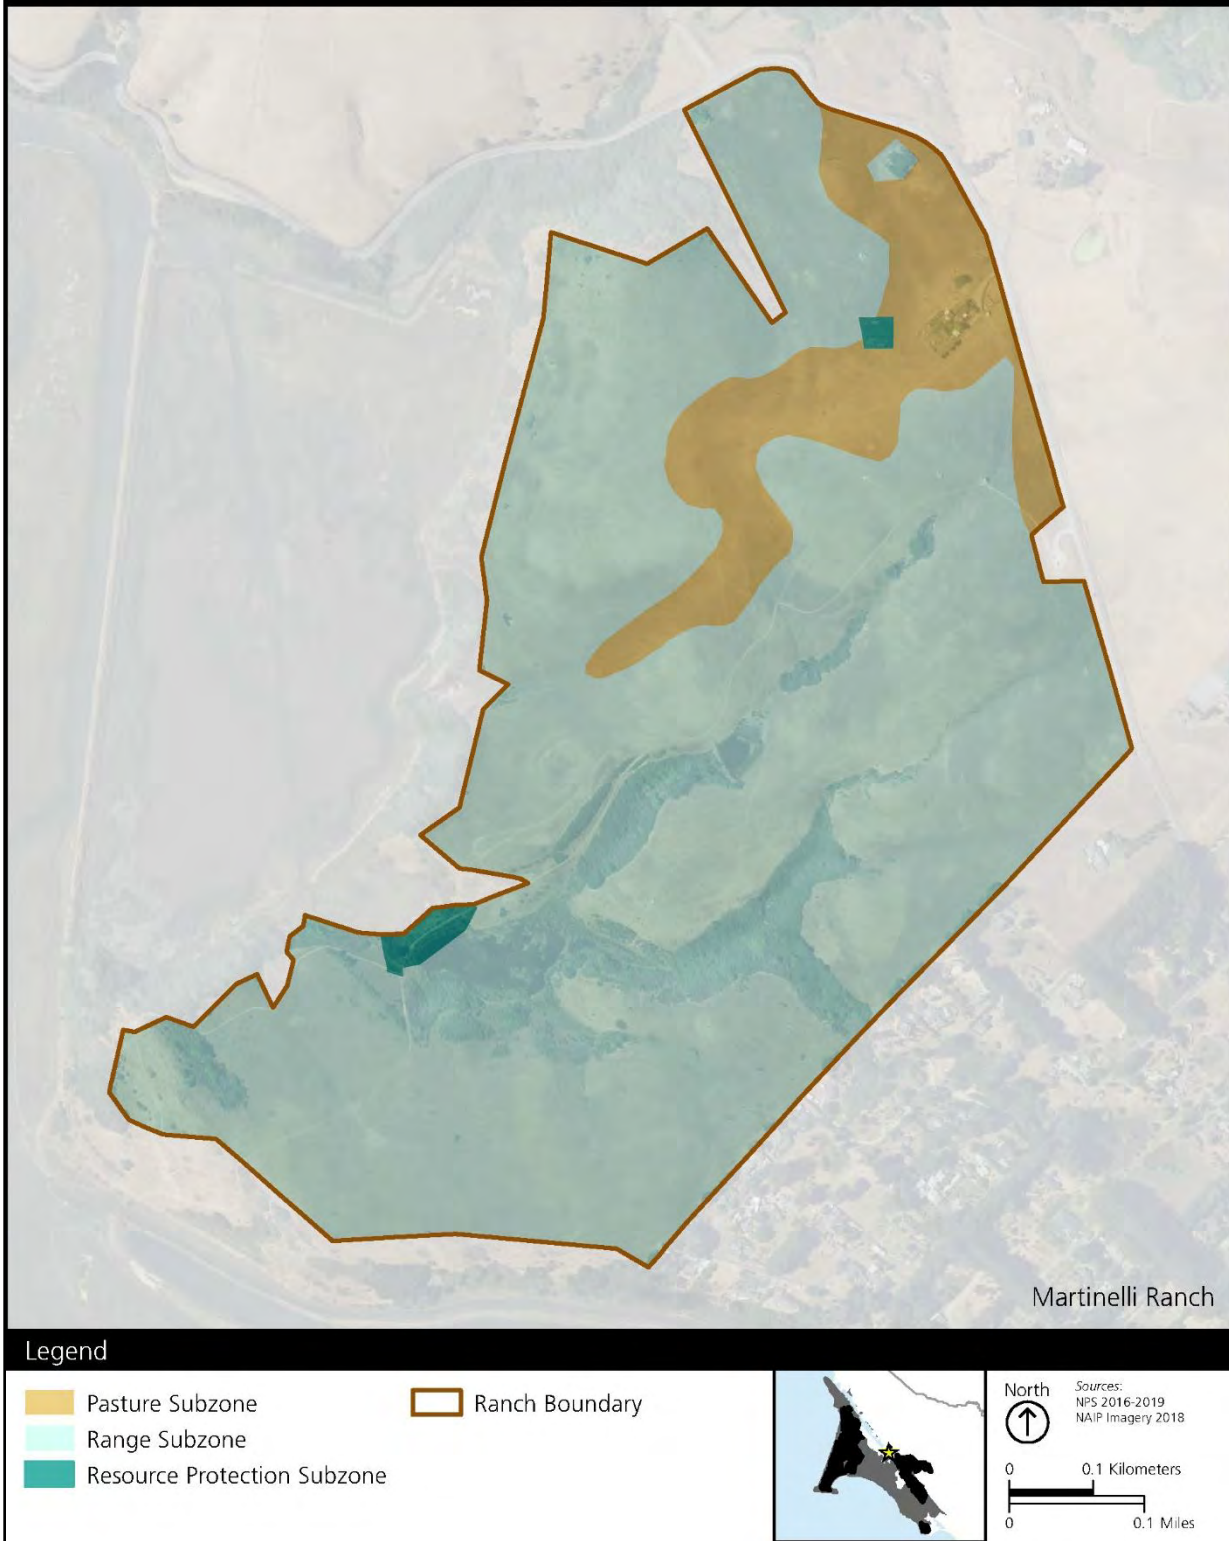 Martinelli Ranch
Legend
Pasture Subzone
Range Subzone
Resource Protection Subzone
Ranch Boundary
North
Sources:
NPS 2016-2019
NAIP Imagery 2018
0 0.1 Kilometers
0 0.1 Miles